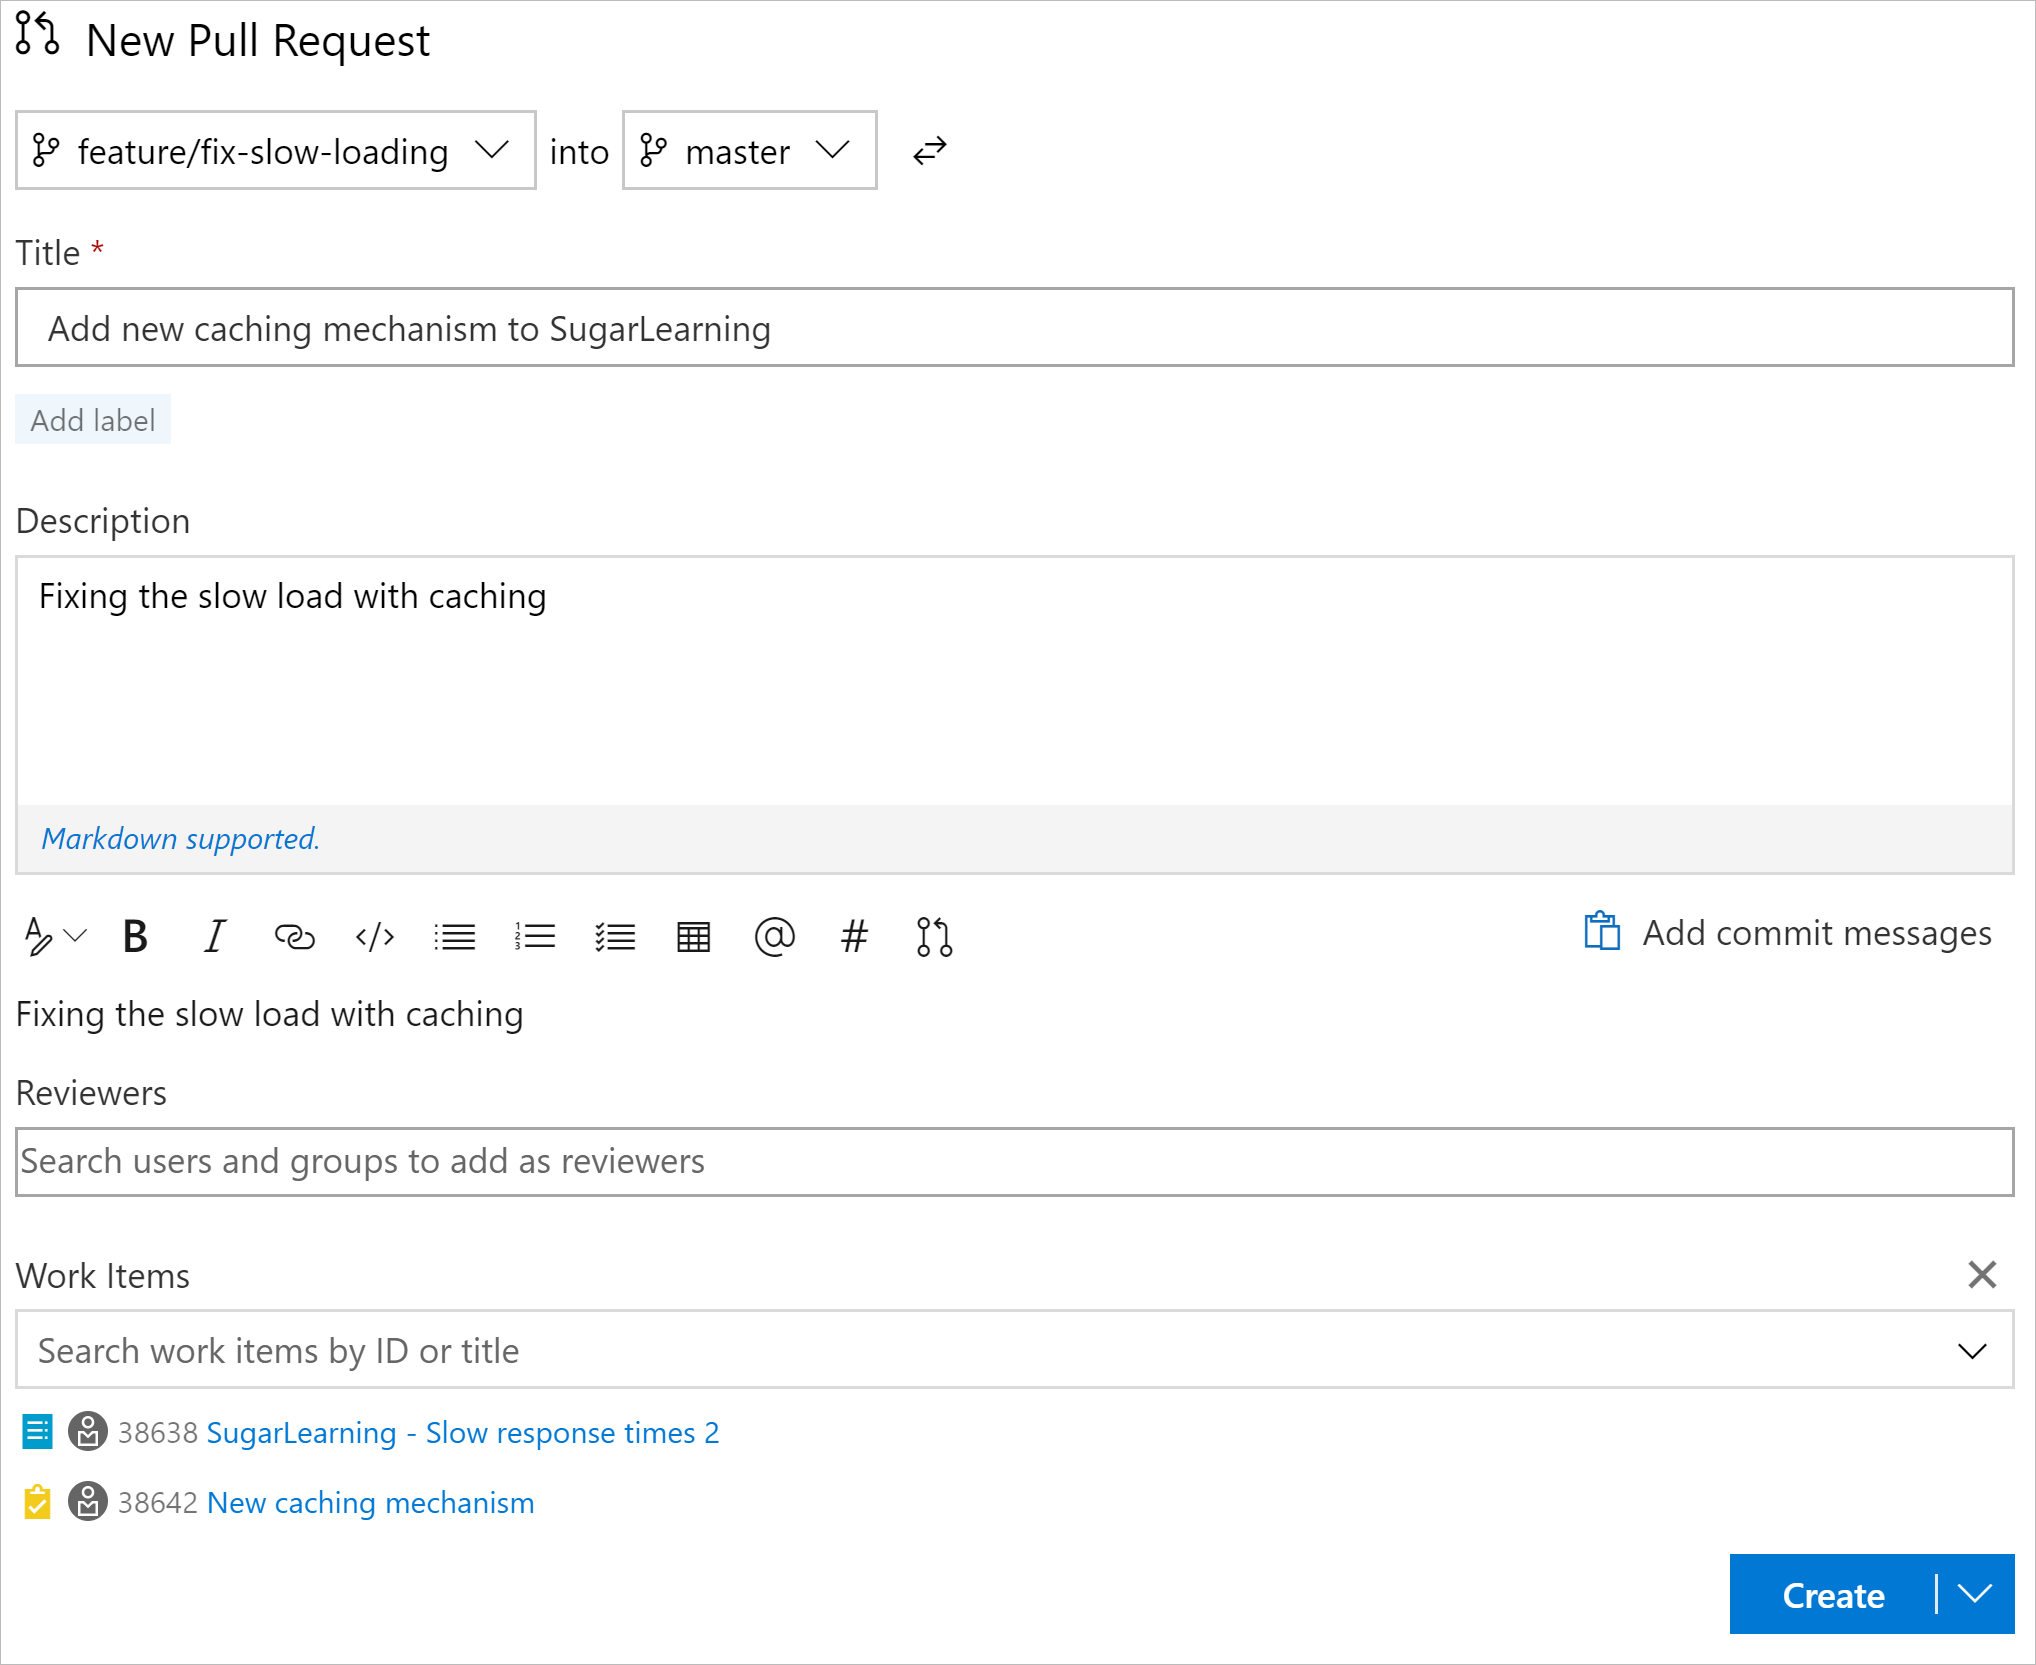 New Pull Request
feature/fix-slow-loading into master
Title *
Add new caching mechanism to SugarLearning
Add label
Description
Fixing the slow load with caching
Markdown supported.
B I </> @ # Add commit messages
Fixing the slow load with caching
Reviewers
Search users and groups to add as reviewers
Work Items
Search work items by ID or title
38638 SugarLearning - Slow response times 2
38642 New caching mechanism
Create